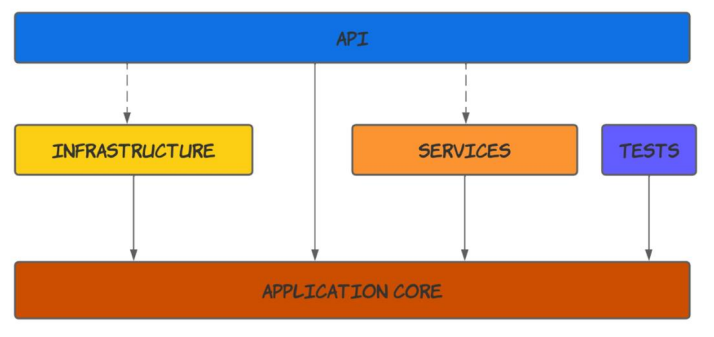 API
INFRASTRUCTURE
SERVICES
TESTS
APPLICATION CORE